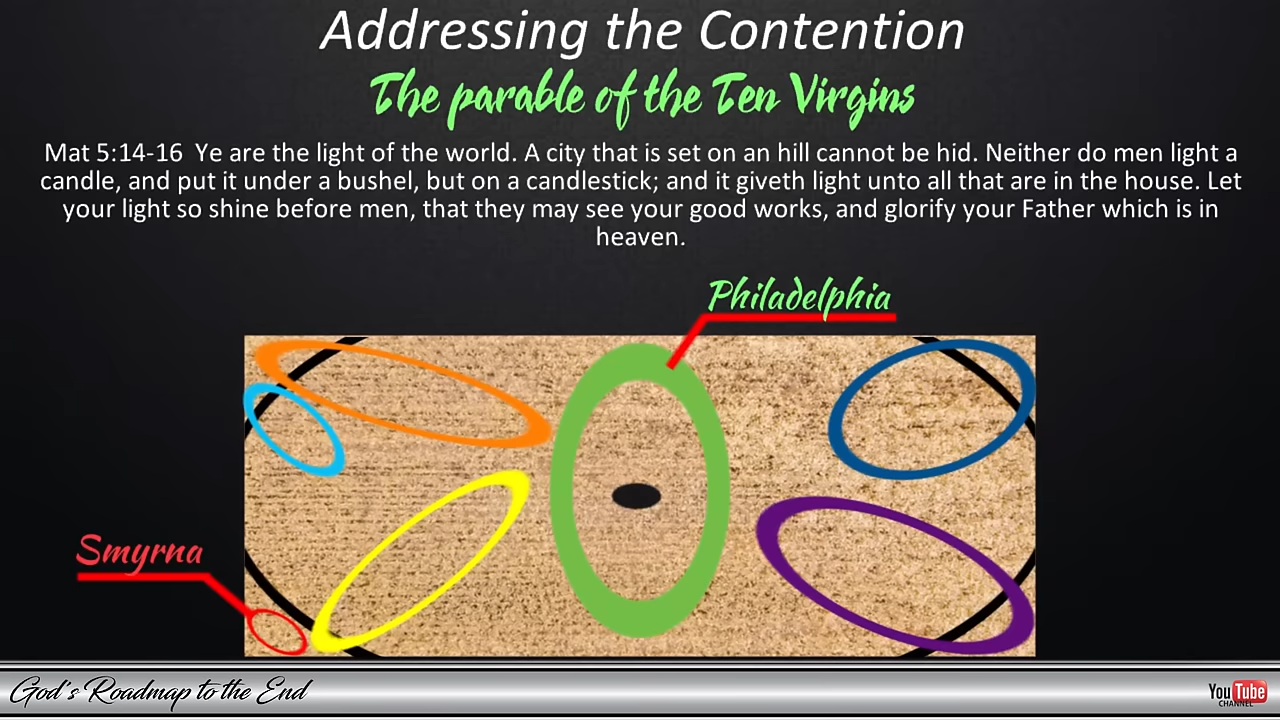 Addressing the Contention
The parable of the Ten Virgins
Mat 5:14-16  Ye are the light of the world. A city that is set on an hill cannot be hid. Neither do men light a
candle, and put it under a bushel, but on a candlestick; and it giveth light unto all that are in the house. Let
your light so shine before men, that they may see your good works, and glorify your Father which is in
heaven.
Philadelphia
Smyrna
God's Roadmap to the End
YouTube
CHANNEL